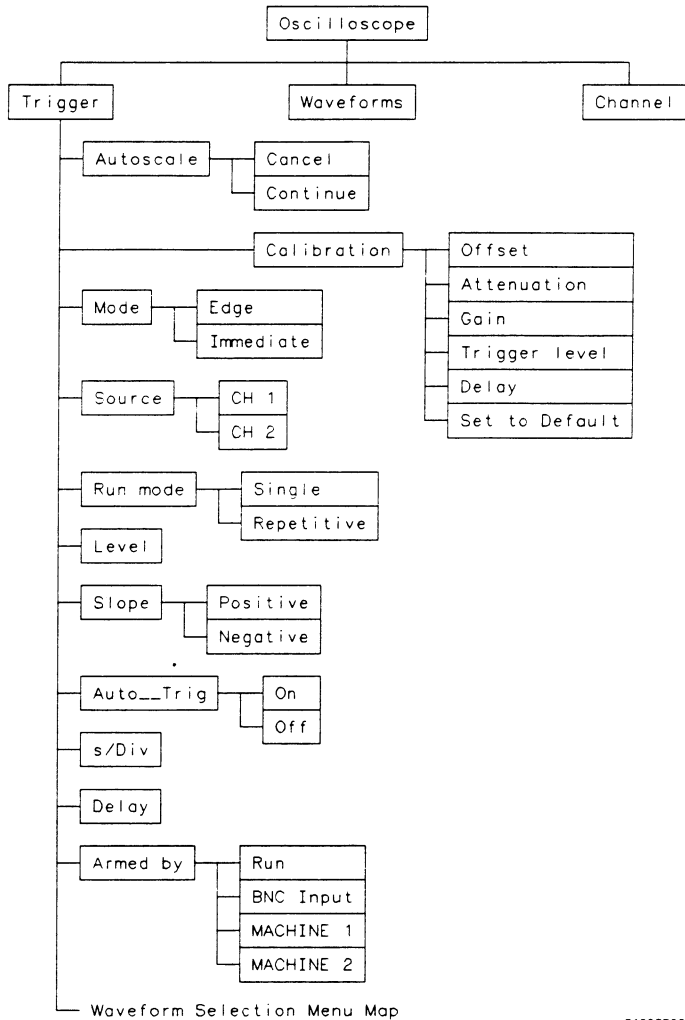 Oscilloscope
Trigger
Waveforms
Channel
Autoscale
Cancel
Continue
Calibration
Offset
Attenuation
Gain
Trigger level
Delay
Set to Default
Mode
Edge
Immediate
Source
CH 1
CH 2
Run mode
Single
Repetitive
Level
Slope
Positive
Negative
Auto__Trig
On
Off
s/Div
Delay
Armed by
Run
BNC Input
MACHINE 1
MACHINE 2
Waveform Selection Menu Map